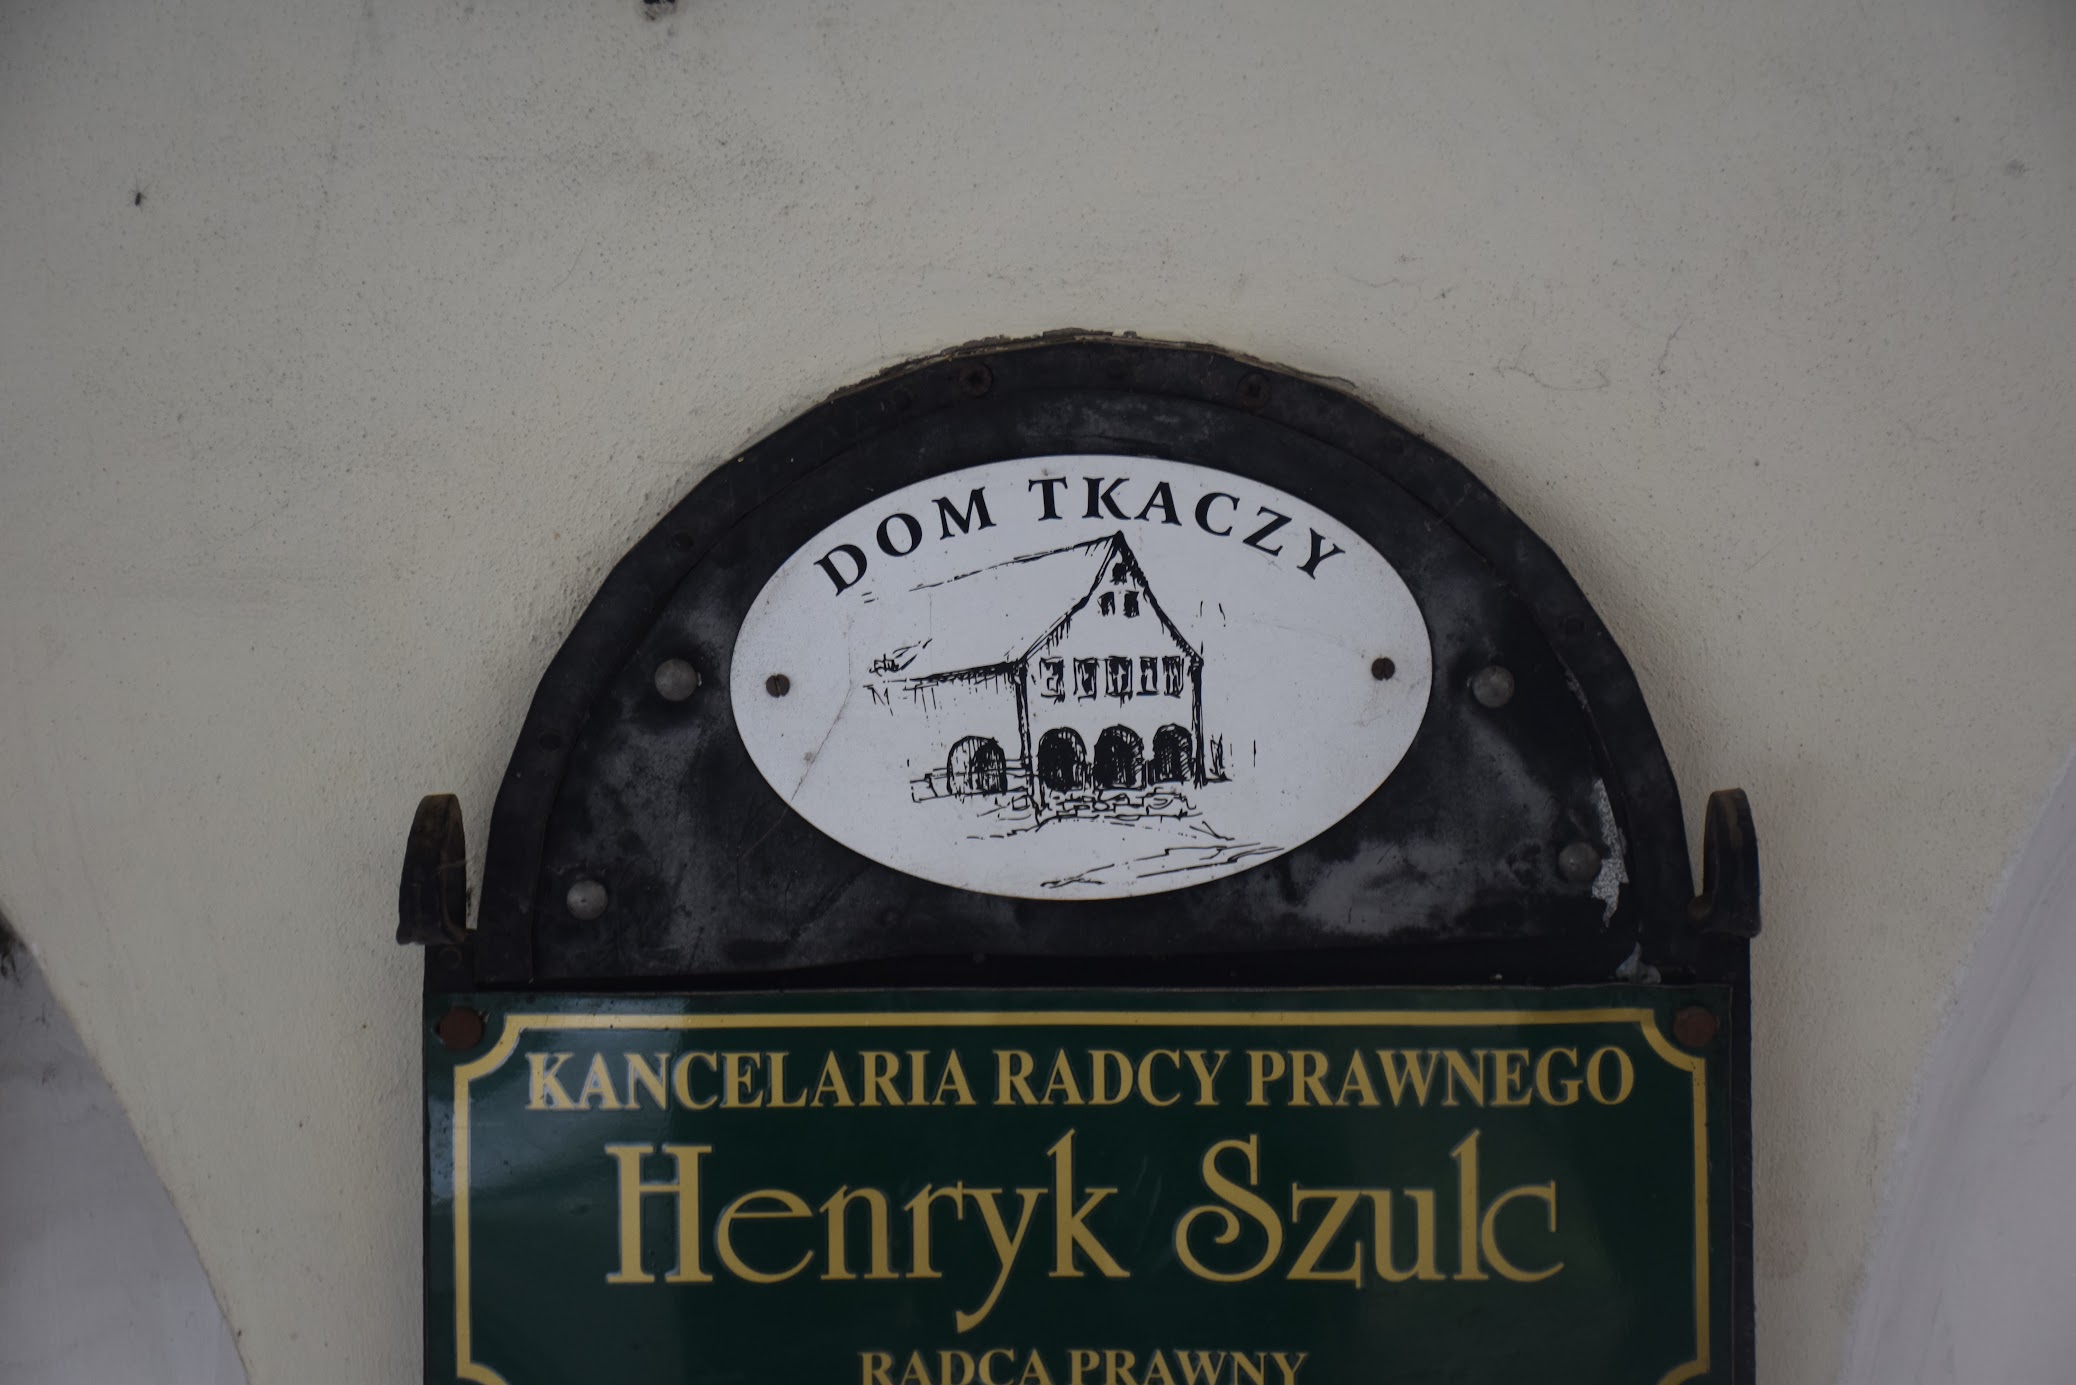 DOM TKACZY
KANCELARIA RADCY PRAWNEGO
Henryk Szulc
RADCA PRAWNY